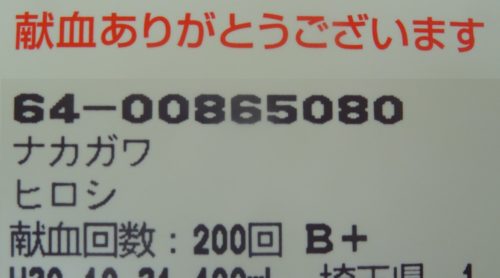 献血ありがとうございます
64-00865080
ナカガワ
ヒロシ
献血回数:200回 B+